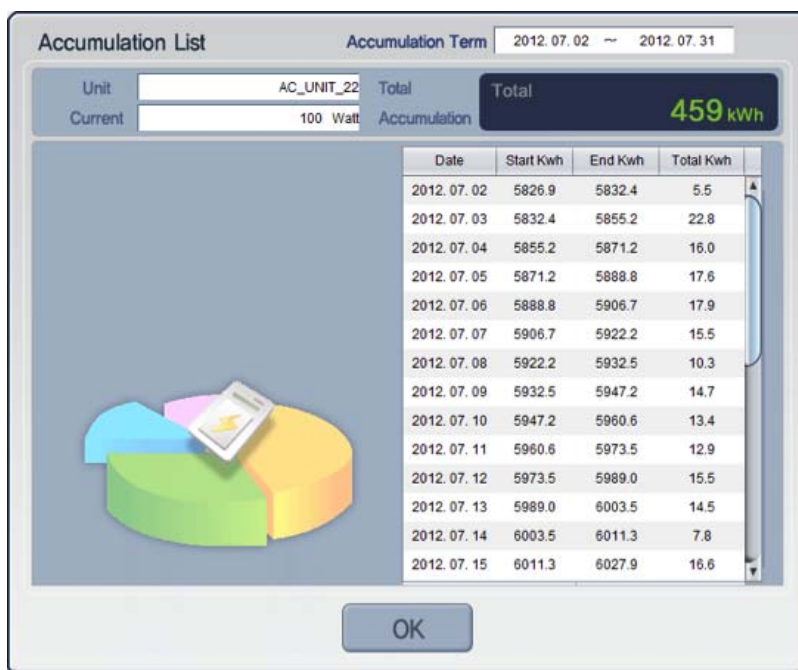 Accumulation List
Accumulation Term 2012. 07. 02 ~ 2012. 07. 31
Unit AC_UNIT_22
Current 100 Watt
Total Accumulation
Total
459 kWh
Date Start Kwh End Kwh Total Kwh
2012. 07. 02 5826.9 5832.4 5.5
2012. 07. 03 5832.4 5855.2 22.8
2012. 07. 04 5855.2 5871.2 16.0
2012. 07. 05 5871.2 5888.8 17.6
2012. 07. 06 5888.8 5906.7 17.9
2012. 07. 07 5906.7 5922.2 15.5
2012. 07. 08 5922.2 5932.5 10.3
2012. 07. 09 5932.5 5947.2 14.7
2012. 07. 10 5947.2 5960.6 13.4
2012. 07. 11 5960.6 5973.5 12.9
2012. 07. 12 5973.5 5989.0 15.5
2012. 07. 13 5989.0 6003.5 14.5
2012. 07. 14 6003.5 6011.3 7.8
2012. 07. 15 6011.3 6027.9 16.6
OK